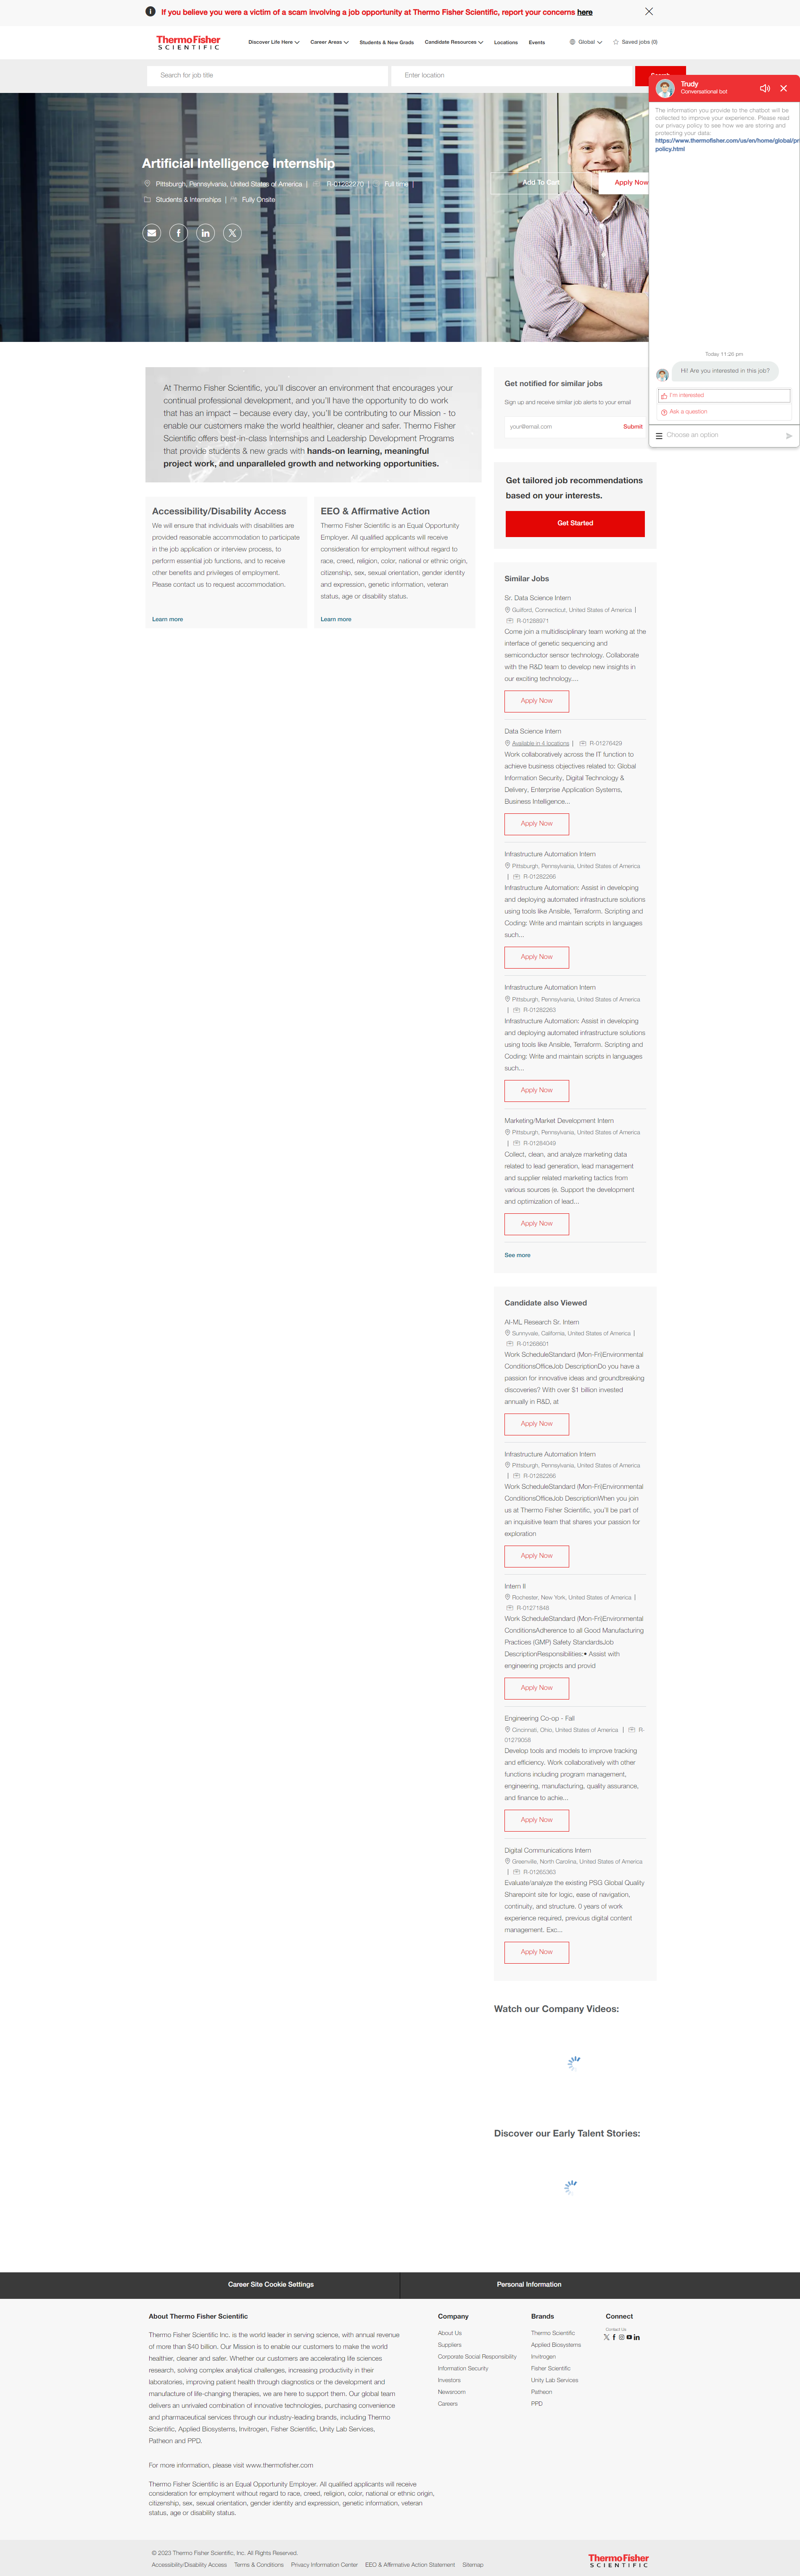 If you believe you were a victim of a scam involving a job opportunity at Thermo Fisher Scientific, report your concerns here
ThermoFisher
SCIENTIFIC
Discover Life Here
Career Areas
Students & New Grads
Candidate Resources
Locations
Events
Global
Saved jobs (0)
Search for job title
Enter location
Artificial Intelligence Internship
Pittsburgh, Pennsylvania, United States of America | R-01282270 | Full time |
Students & Internships | Fully Onsite
Add To Cart
Apply Now
Trudy
Conversational bot
The information you provide to the chatbot will be
collected to improve your experience. Please read
our privacy policy to see how we are storing and
protecting your data:
https://www.thermofisher.com/us/en/home/global/pr
policy.html
Today 11:26 pm
Hi! Are you interested in this job?
I'm interested
Ask a question
Choose an option
At Thermo Fisher Scientific, you'll discover an environment that encourages your
continual professional development, and you'll have the opportunity to do work
that has an impact – because every day, you'll be contributing to our Mission - to
enable our customers make the world healthier, cleaner and safer. Thermo Fisher
Scientific offers best-in-class Internships and Leadership Development Programs
that provide students & new grads with hands-on learning, meaningful
project work, and unparalleled growth and networking opportunities.
Accessibility/Disability Access
We will ensure that individuals with disabilities are
provided reasonable accommodation to participate
in the job application or interview process, to
perform essential job functions, and to receive
other benefits and privileges of employment.
Please contact us to request accommodation.
Learn more
EEO & Affirmative Action
Thermo Fisher Scientific is an Equal Opportunity
Employer. All qualified applicants will receive
consideration for employment without regard to
race, creed, religion, color, national or ethnic origin,
citizenship, sex, sexual orientation, gender identity
and expression, genetic information, veteran
status, age or disability status.
Learn more
Get notified for similar jobs
Sign up and receive similar job alerts to your email
your@email.com
Submit
Get tailored job recommendations
based on your interests.
Get Started
Similar Jobs
Sr. Data Science Intern
Guilford, Connecticut, United States of America |
R-01288971
Come join a multidisciplinary team working at the
interface of genetic sequencing and
semiconductor sensor technology. Collaborate
with the R&D team to develop new insights in
our exciting technology....
Apply Now
Data Science Intern
Available in 4 locations | R-01276429
Work collaboratively across the IT function to
achieve business objectives related to: Global
Information Security, Digital Technology &
Delivery, Enterprise Application Systems,
Business Intelligence...
Apply Now
Infrastructure Automation Intern
Pittsburgh, Pennsylvania, United States of America
| R-01282266
Infrastructure Automation: Assist in developing
and deploying automated infrastructure solutions
using tools like Ansible, Terraform. Scripting and
Coding: Write and maintain scripts in languages
such...
Apply Now
Infrastructure Automation Intern
Pittsburgh, Pennsylvania, United States of America
| R-01282263
Infrastructure Automation: Assist in developing
and deploying automated infrastructure solutions
using tools like Ansible, Terraform. Scripting and
Coding: Write and maintain scripts in languages
such...
Apply Now
Marketing/Market Development Intern
Pittsburgh, Pennsylvania, United States of America
| R-01284049
Collect, clean, and analyze marketing data
related to lead generation, lead management
and supplier related marketing tactics from
various sources (e. Support the development
and optimization of lead...
Apply Now
See more
Candidate also Viewed
AI-ML Research Sr. Intern
Sunnyvale, California, United States of America |
R-01268601
Work ScheduleStandard (Mon-Fri)Environmental
ConditionsOfficeJob DescriptionDo you have a
passion for innovative ideas and groundbreaking
discoveries? With over $1 billion invested
annually in R&D, at
Apply Now
Infrastructure Automation Intern
Pittsburgh, Pennsylvania, United States of America
| R-01282266
Work ScheduleStandard (Mon-Fri)Environmental
ConditionsOfficeJob DescriptionWhen you join
us at Thermo Fisher Scientific, you'll be part of
an inquisitive team that shares your passion for
exploration
Apply Now
Intern II
Rochester, New York, United States of America |
R-01271848
Work ScheduleStandard (Mon-Fri)Environmental
ConditionsAdherence to all Good Manufacturing
Practices (GMP) Safety StandardsJob
DescriptionResponsibilities:• Assist with
engineering projects and provid
Apply Now
Engineering Co-op - Fall
Cincinnati, Ohio, United States of America | R-
01279058
Develop tools and models to improve tracking
and efficiency. Work collaboratively with other
functions including program management,
engineering, manufacturing, quality assurance,
and finance to achie...
Apply Now
Digital Communications Intern
Greenville, North Carolina, United States of America
| R-01265363
Evaluate/analyze the existing PSG Global Quality
Sharepoint site for logic, ease of navigation,
continuity, and structure, 0 years of work
experience required, previous digital content
management. Exc...
Apply Now
Watch our Company Videos:
Discover our Early Talent Stories:
Career Site Cookie Settings
Personal Information
About Thermo Fisher Scientific
Thermo Fisher Scientific Inc. is the world leader in serving science, with annual revenue
of more than $40 billion. Our Mission is to enable our customers to make the world
healthier, cleaner and safer. Whether our customers are accelerating life sciences
research, solving complex analytical challenges, increasing productivity in their
laboratories, improving patient health through diagnostics or the development and
manufacture of life-changing therapies, we are here to support them. Our global team
delivers an unrivaled combination of innovative technologies, purchasing convenience
and pharmaceutical services through our industry-leading brands, including Thermo
Scientific, Applied Biosystems, Invitrogen, Fisher Scientific, Unity Lab Services,
Patheon and PPD.
For more information, please visit www.thermofisher.com
Thermo Fisher Scientific is an Equal Opportunity Employer. All qualified applicants will receive
consideration for employment without regard to race, creed, religion, color, national or ethnic origin,
citizenship, sex, sexual orientation, gender identity and expression, genetic information, veteran
status, age or disability status.
Company
About Us
Suppliers
Corporate Social Responsibility
Information Security
Investors
Newsroom
Careers
Brands
Thermo Scientific
Applied Biosystems
Invitrogen
Fisher Scientific
Unity Lab Services
Patheon
PPD
Connect
Contact Us
© 2023 Thermo Fisher Scientific, Inc. All Rights Reserved.
Accessibility/Disability Access
Terms & Conditions
Privacy Information Center
EEO & Affirmative Action Statement
Sitemap
ThermoFisher
SCIENTIFIC